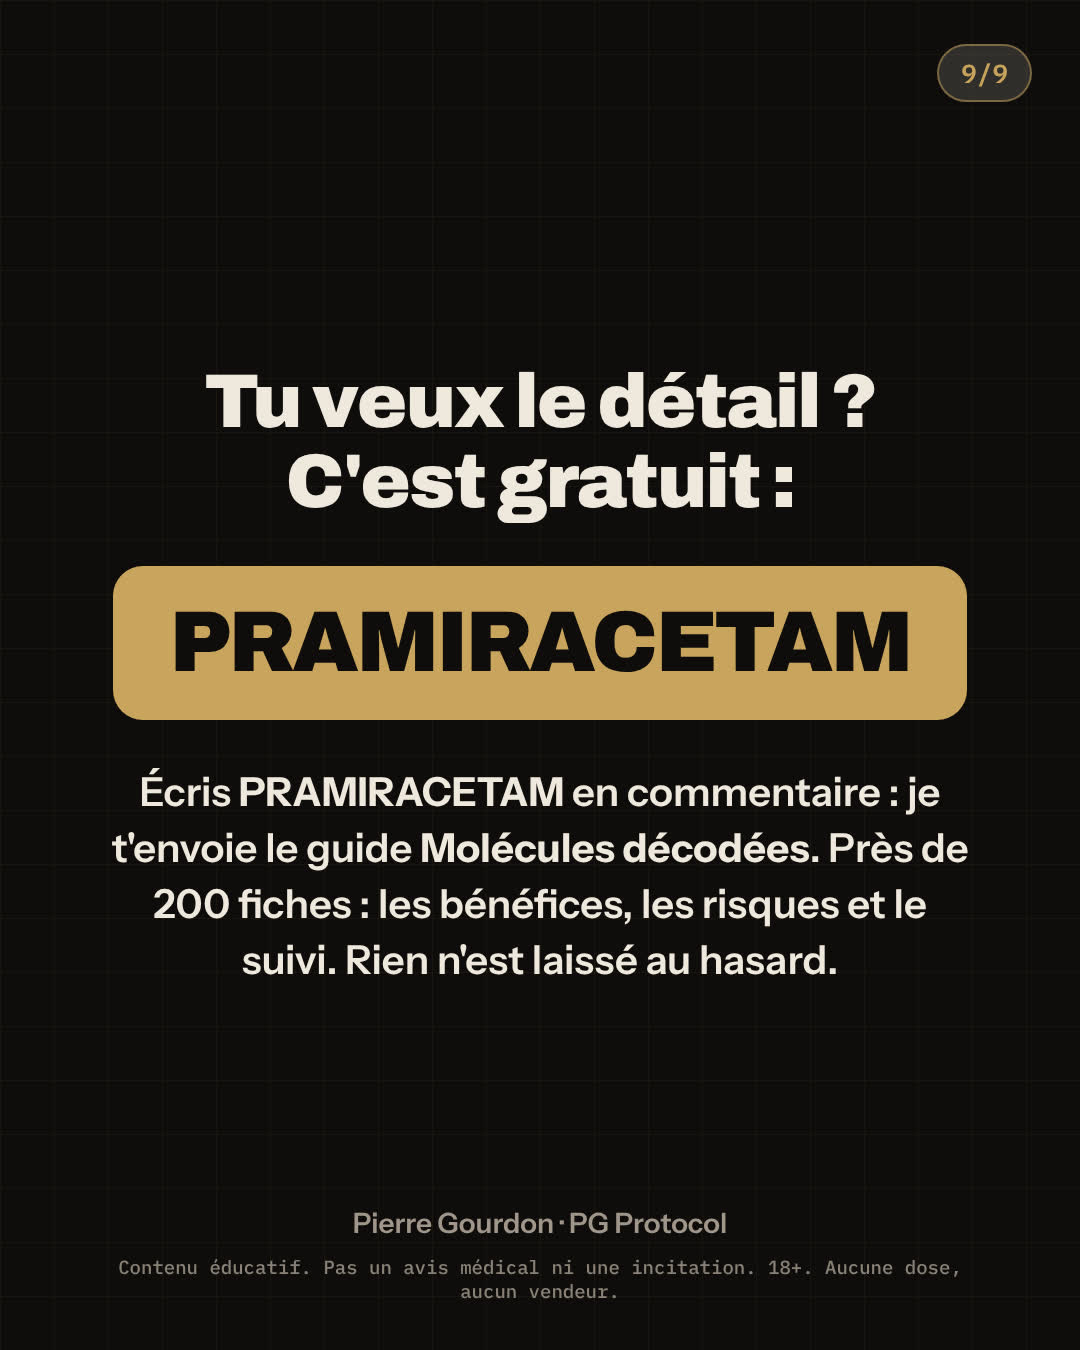 9/9
Tu veux le détail ?
C'est gratuit :
PRAMIRACETAM
Écris PRAMIRACETAM en commentaire : je
t'envoie le guide Molécules décodées. Près de
200 fiches : les bénéfices, les risques et le
suivi. Rien n'est laissé au hasard.
Pierre Gourdon · PG Protocol
Contenu éducatif. Pas un avis médical ni une incitation. 18+. Aucune dose,
aucun vendeur.